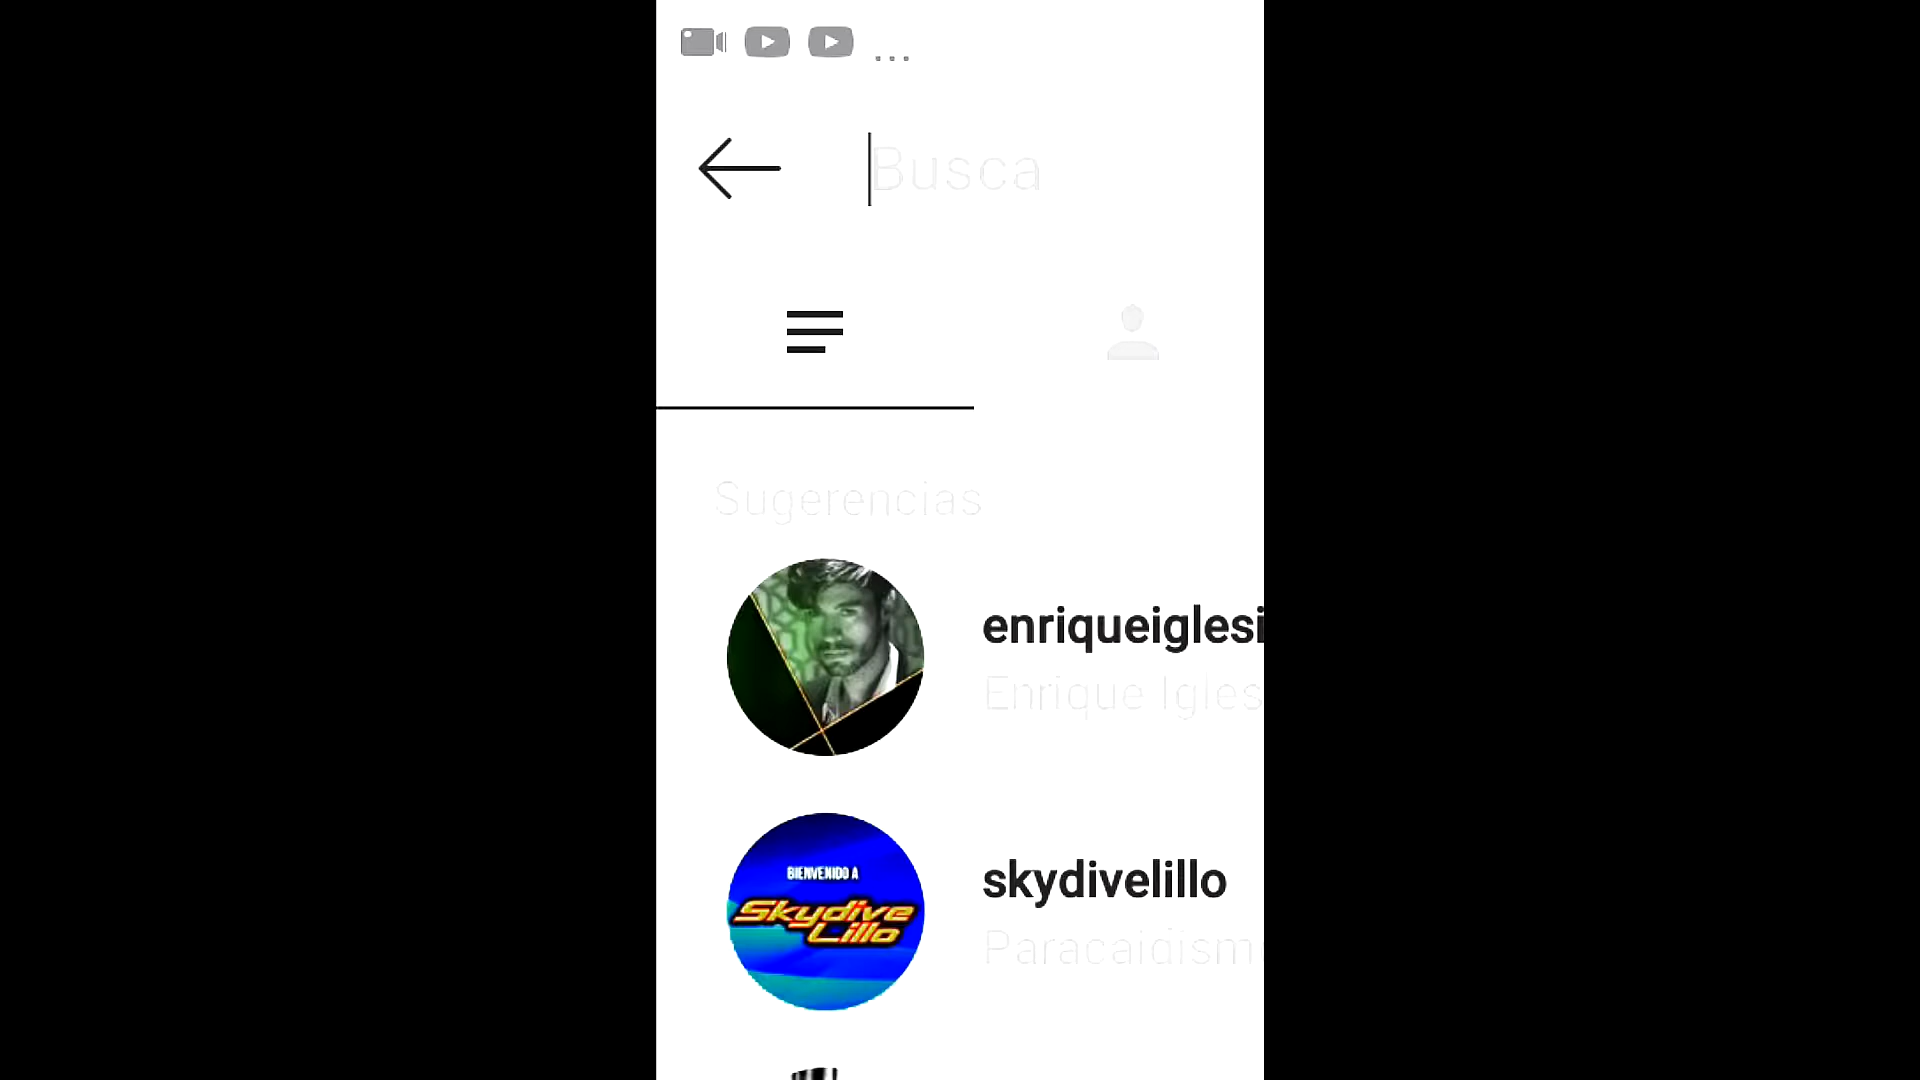 ...
Busca
Sugerencias
enriqueiglesi
Enrique Igles
BIENVENIDO A
Skydive
Lillo
skydivelillo
Paracaidism